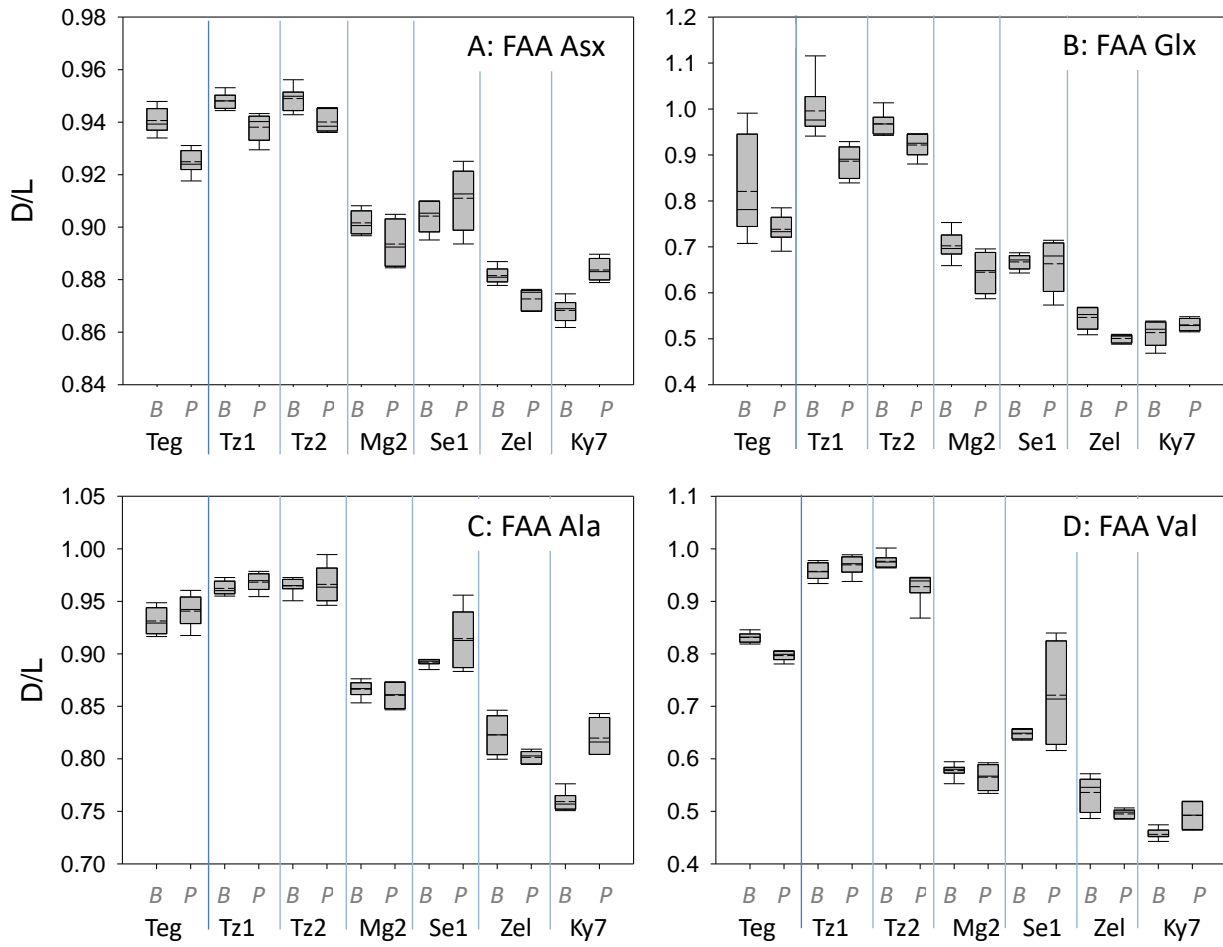 A: FAA Asx
0.98
0.96
0.94
0.92
0.90
0.88
0.86
0.84
D/L
B P B P B P B P B P B P B P
Teg Tz1 Tz2 Mg2 Se1 Zel Ky7
B: FAA Glx
1.2
1.1
1.0
0.9
0.8
0.7
0.6
0.5
0.4
B P B P B P B P B P B P B P
Teg Tz1 Tz2 Mg2 Se1 Zel Ky7
C: FAA Ala
1.05
1.00
0.95
0.90
0.85
0.80
0.75
0.70
D/L
B P B P B P B P B P B P B P
Teg Tz1 Tz2 Mg2 Se1 Zel Ky7
D: FAA Val
1.1
1.0
0.9
0.8
0.7
0.6
0.5
0.4
B P B P B P B P B P B P B P
Teg Tz1 Tz2 Mg2 Se1 Zel Ky7